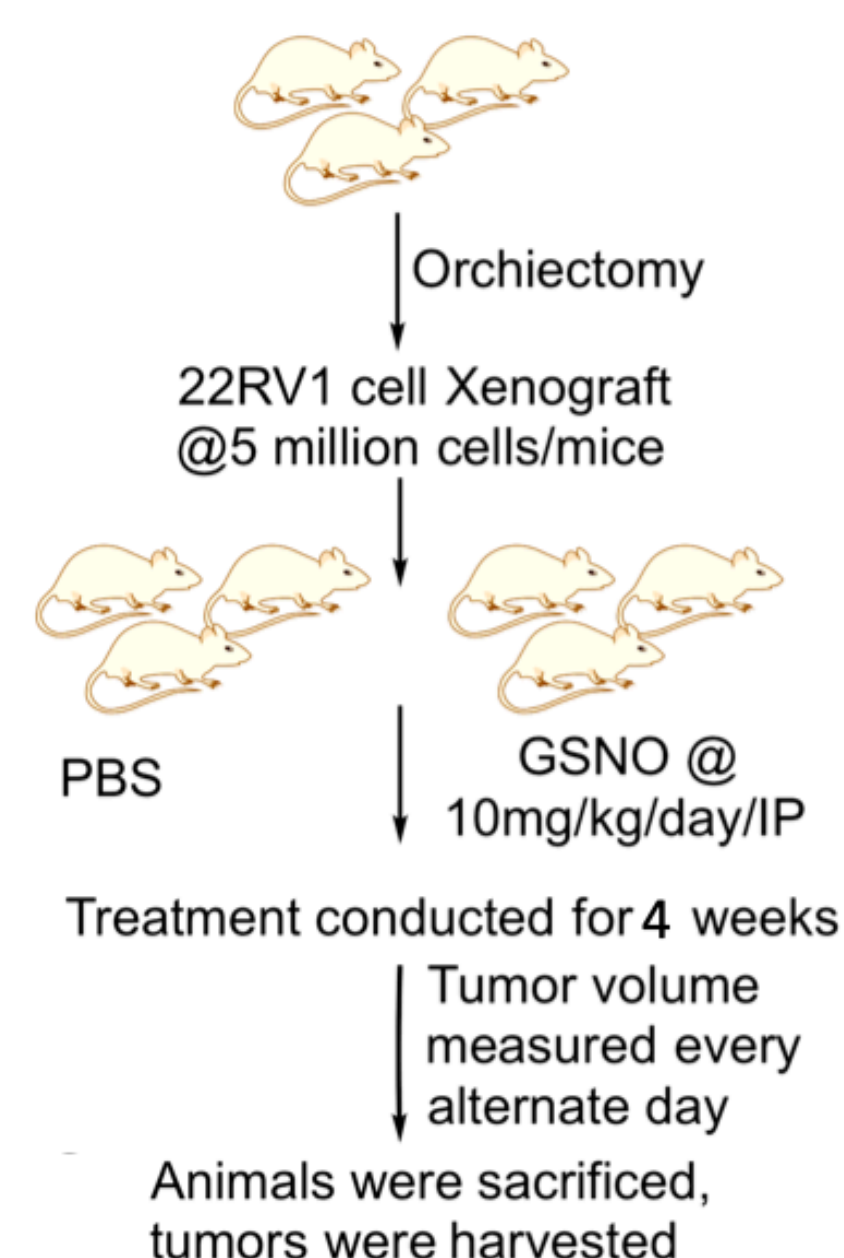 Orchiectomy
22RV1 cell Xenograft
@5 million cells/mice
PBS
GSNO @
10mg/kg/day/IP
Treatment conducted for 4 weeks
Tumor volume
measured every
alternate day
Animals were sacrificed,
tumors were harvested